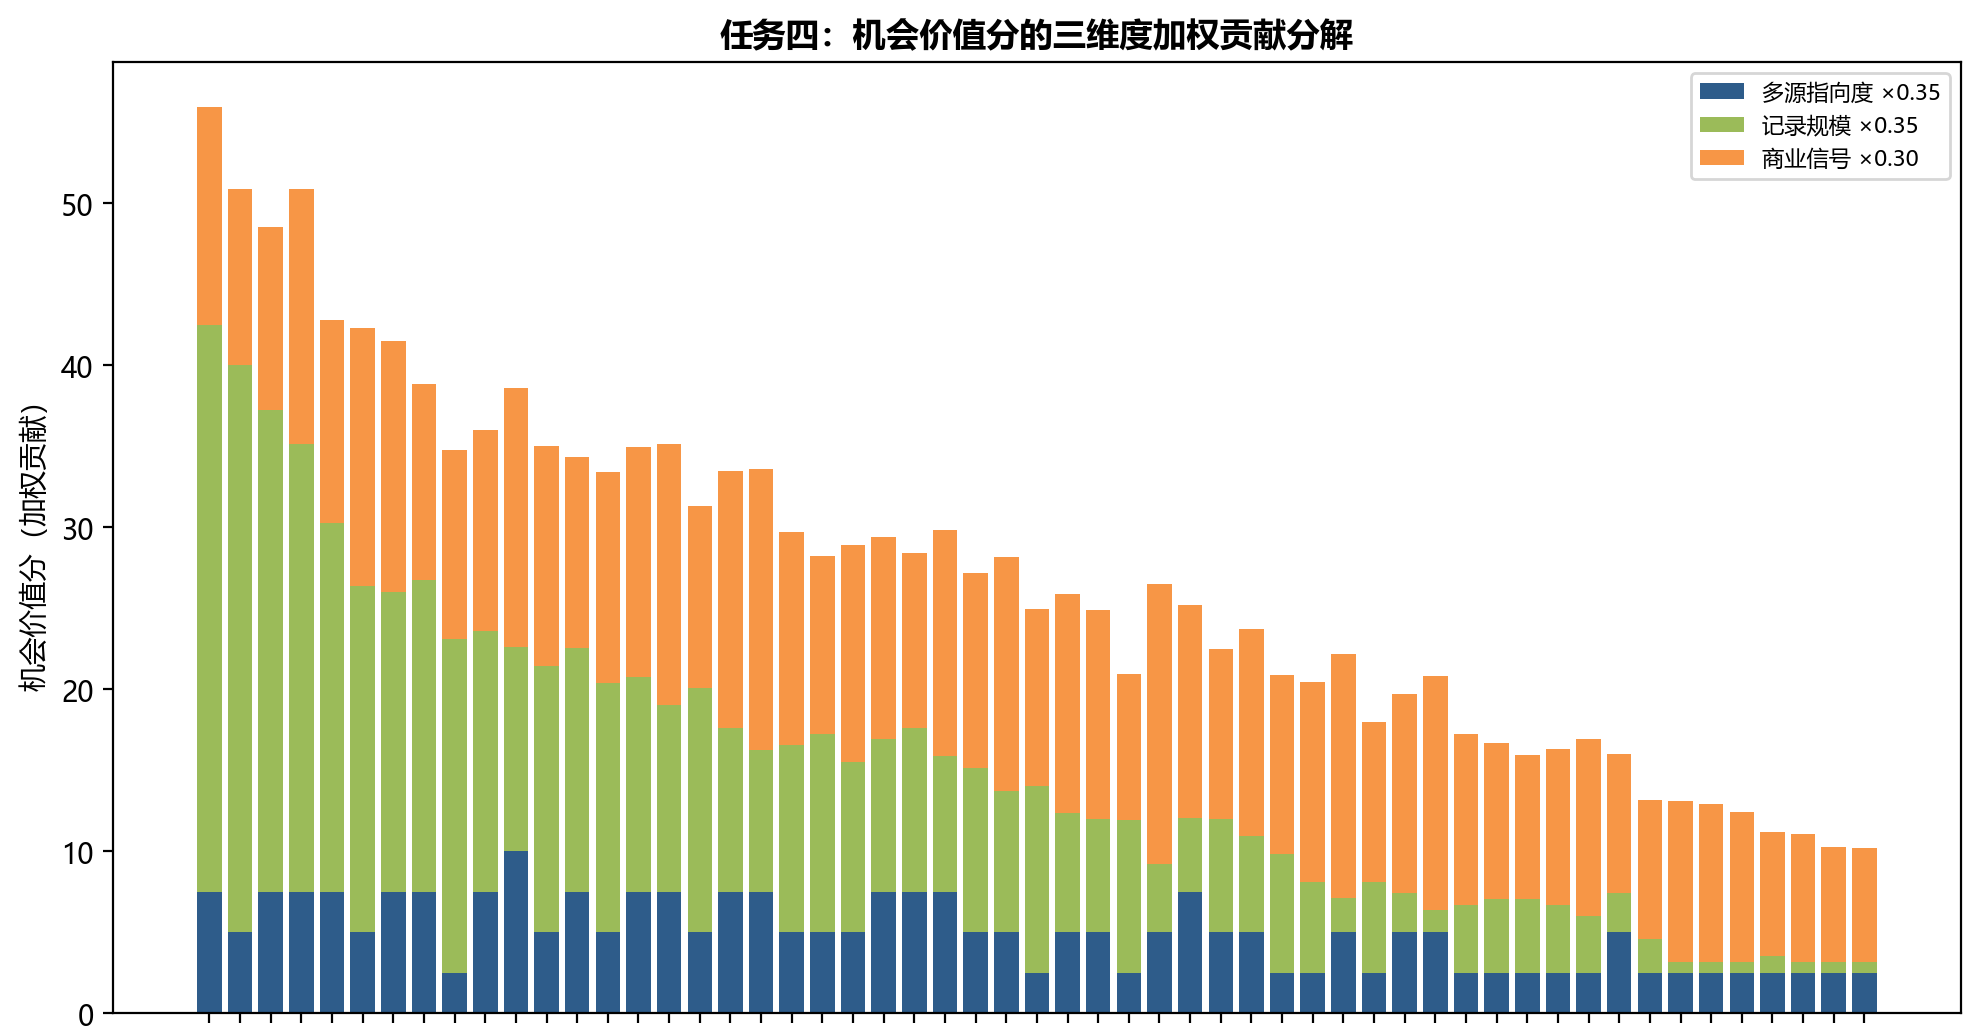 任务四：机会价值分的三维度加权贡献分解
多源指向度 ×0.35
记录规模 ×0.35
商业信号 ×0.30
机会价值分（加权贡献）
50
40
30
20
10
0